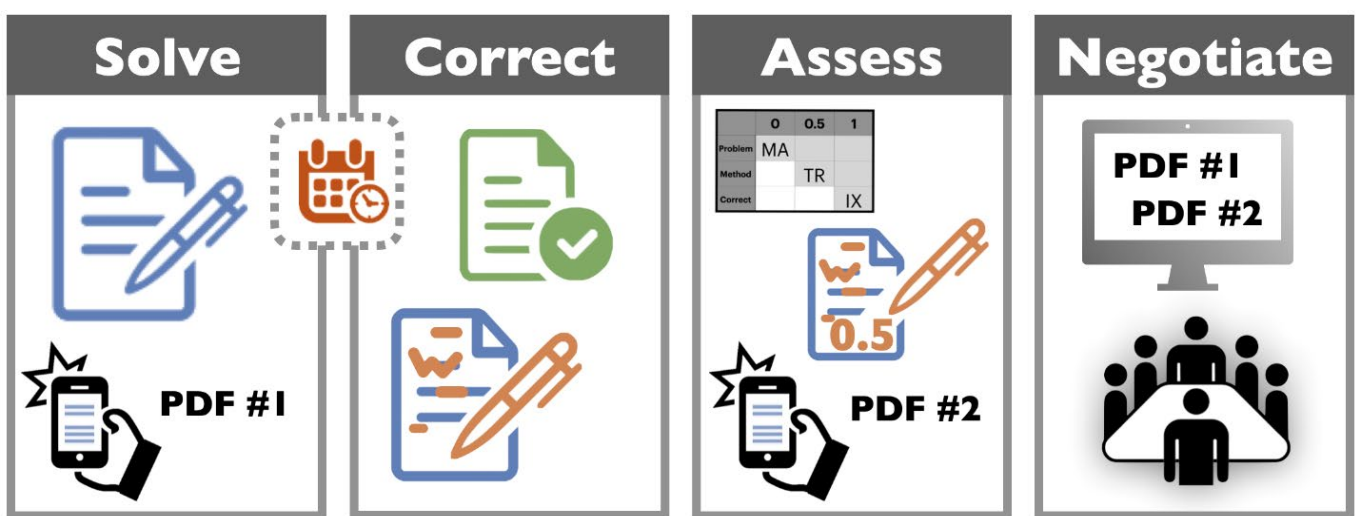 Solve
PDF #1
Correct
Assess
0 0.5 1
Problem MA
Method TR
Correct IX
0.5
PDF #2
Negotiate
PDF #1
PDF #2